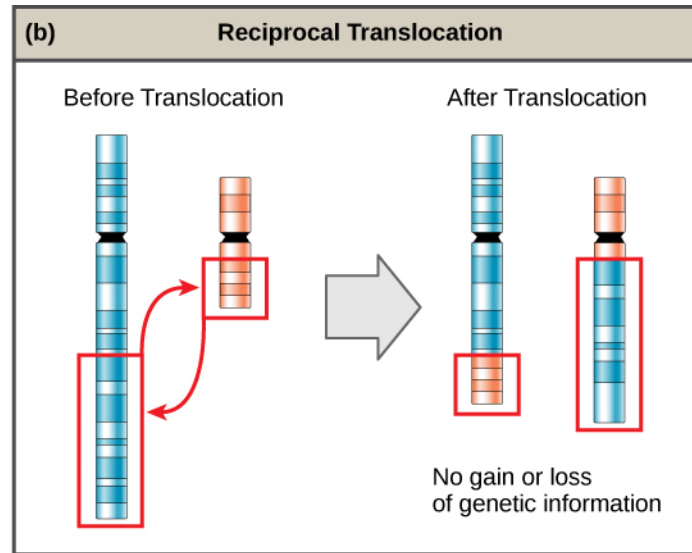 (b) Reciprocal Translocation
Before Translocation
After Translocation
No gain or loss
of genetic information